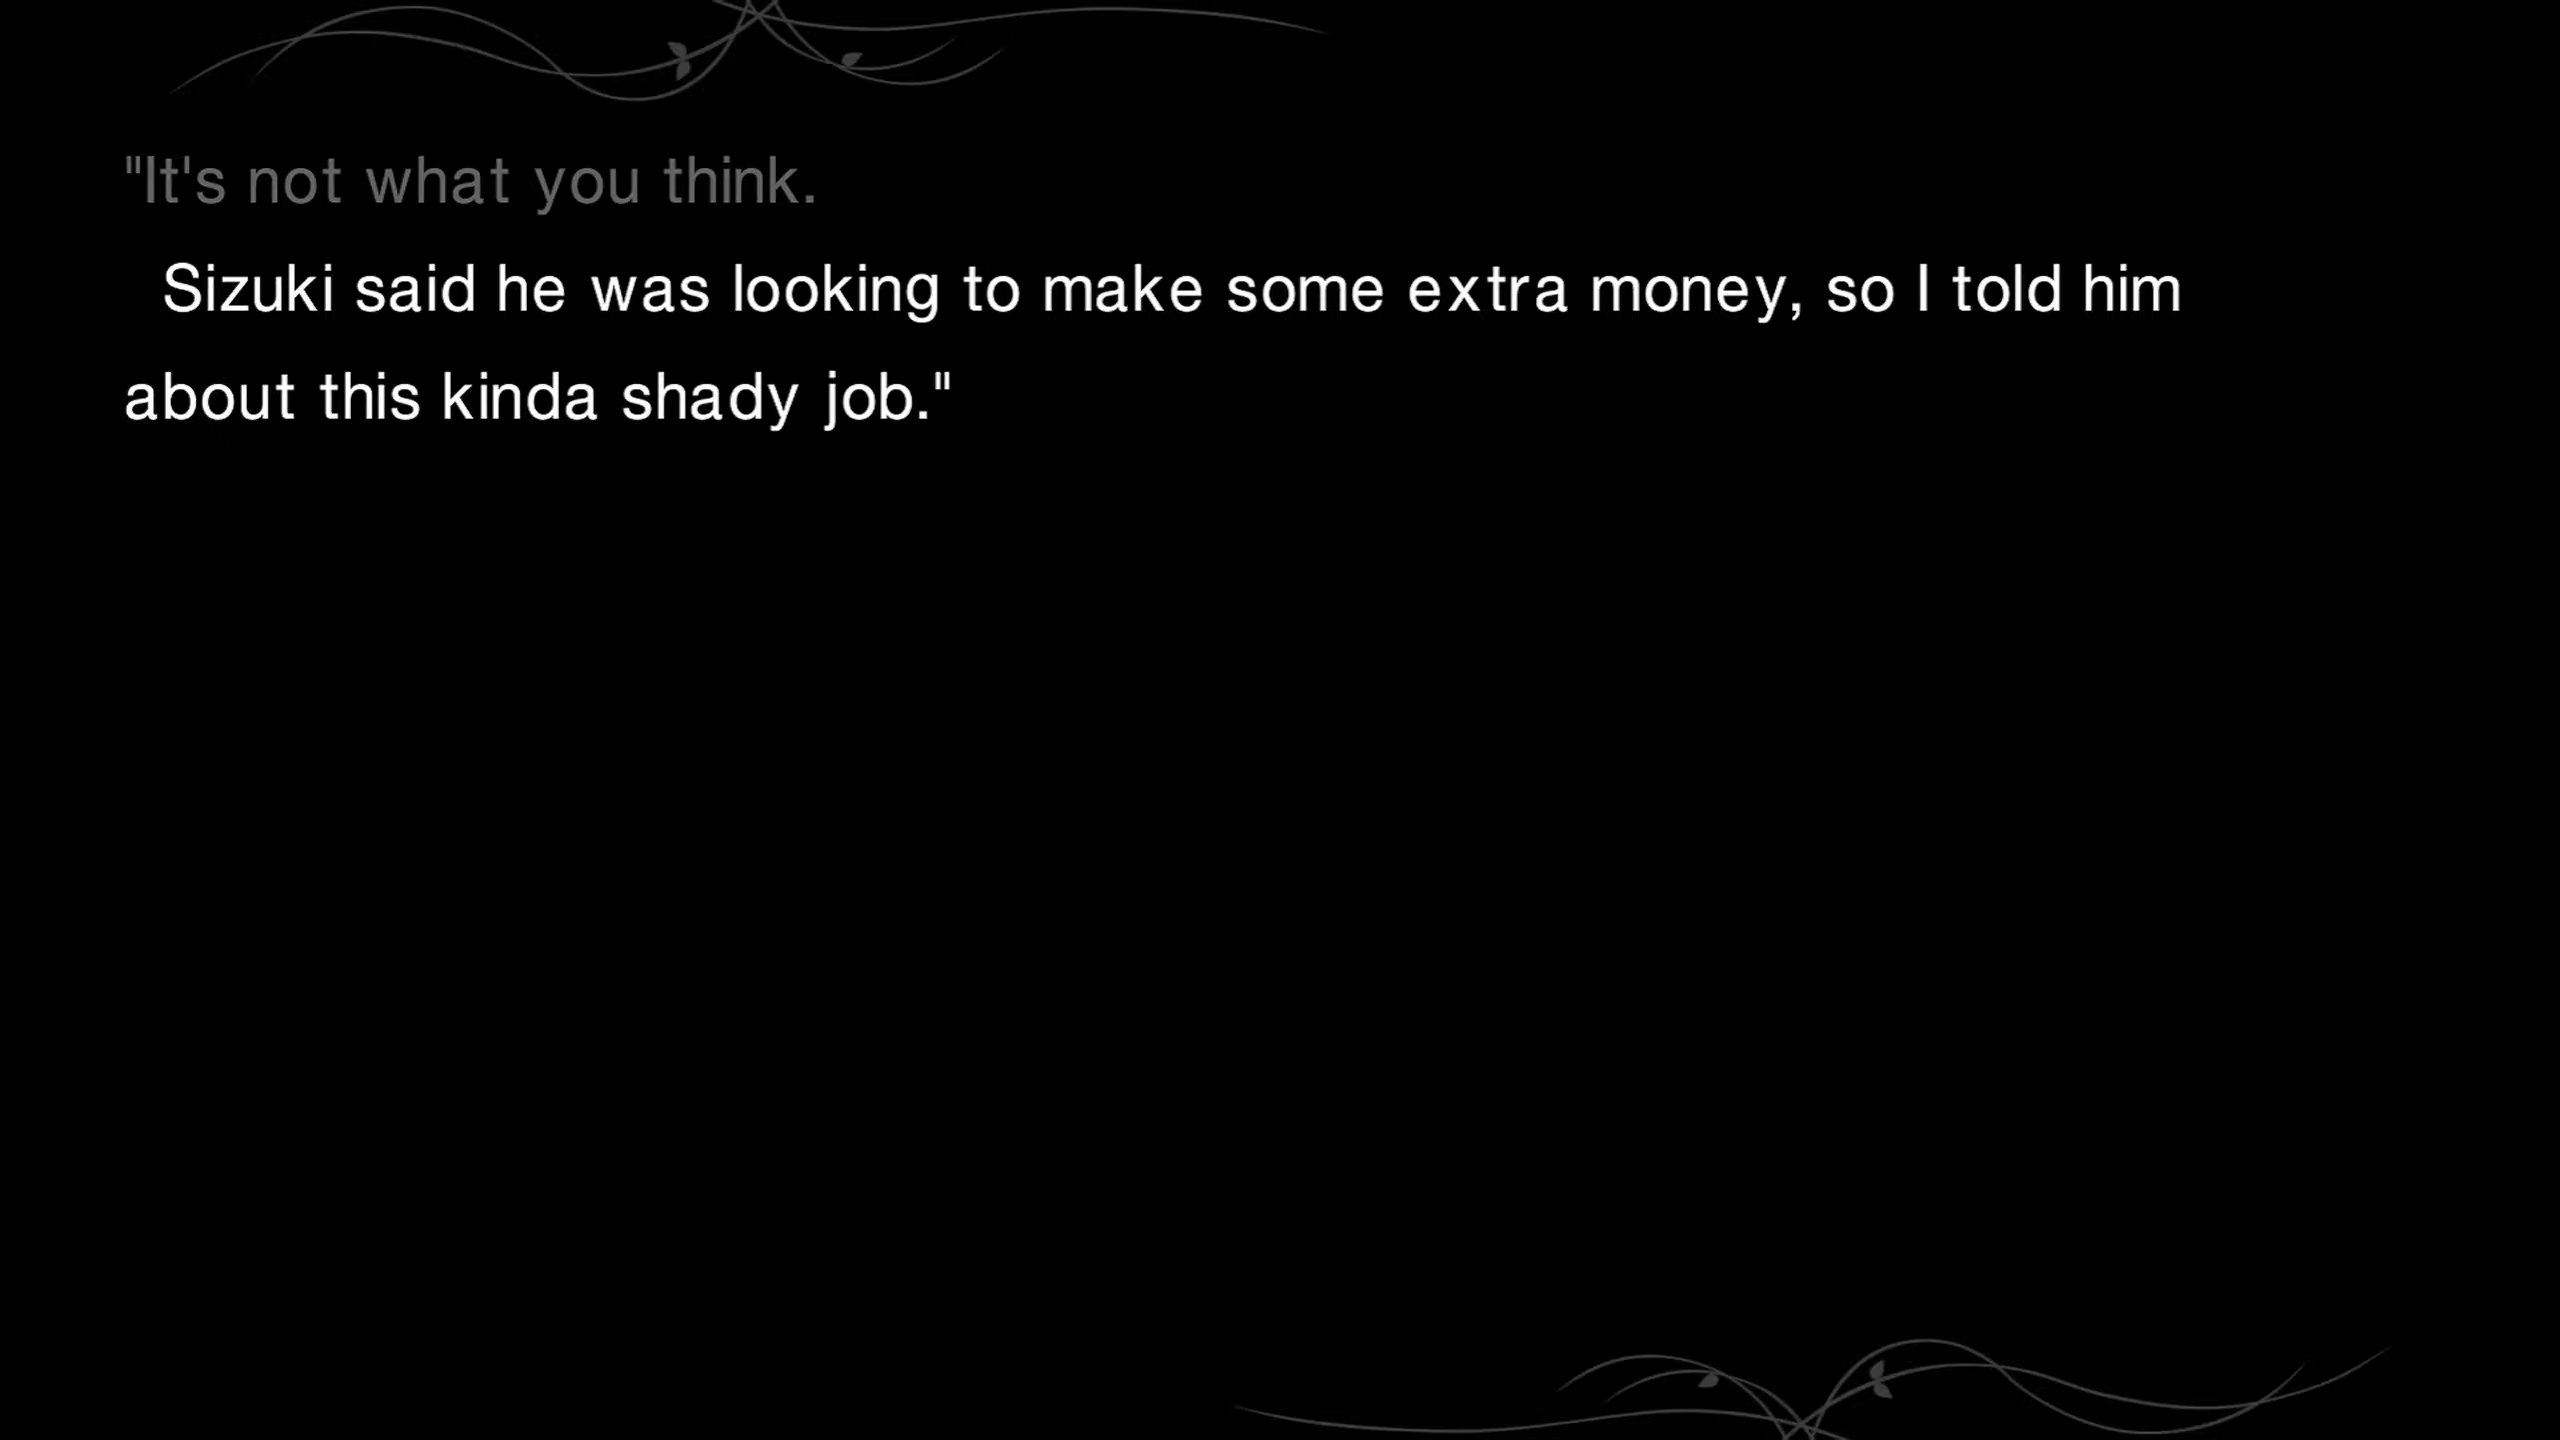 "It's not what you think.
Sizuki said he was looking to make some extra money, so I told him
about this kinda shady job."